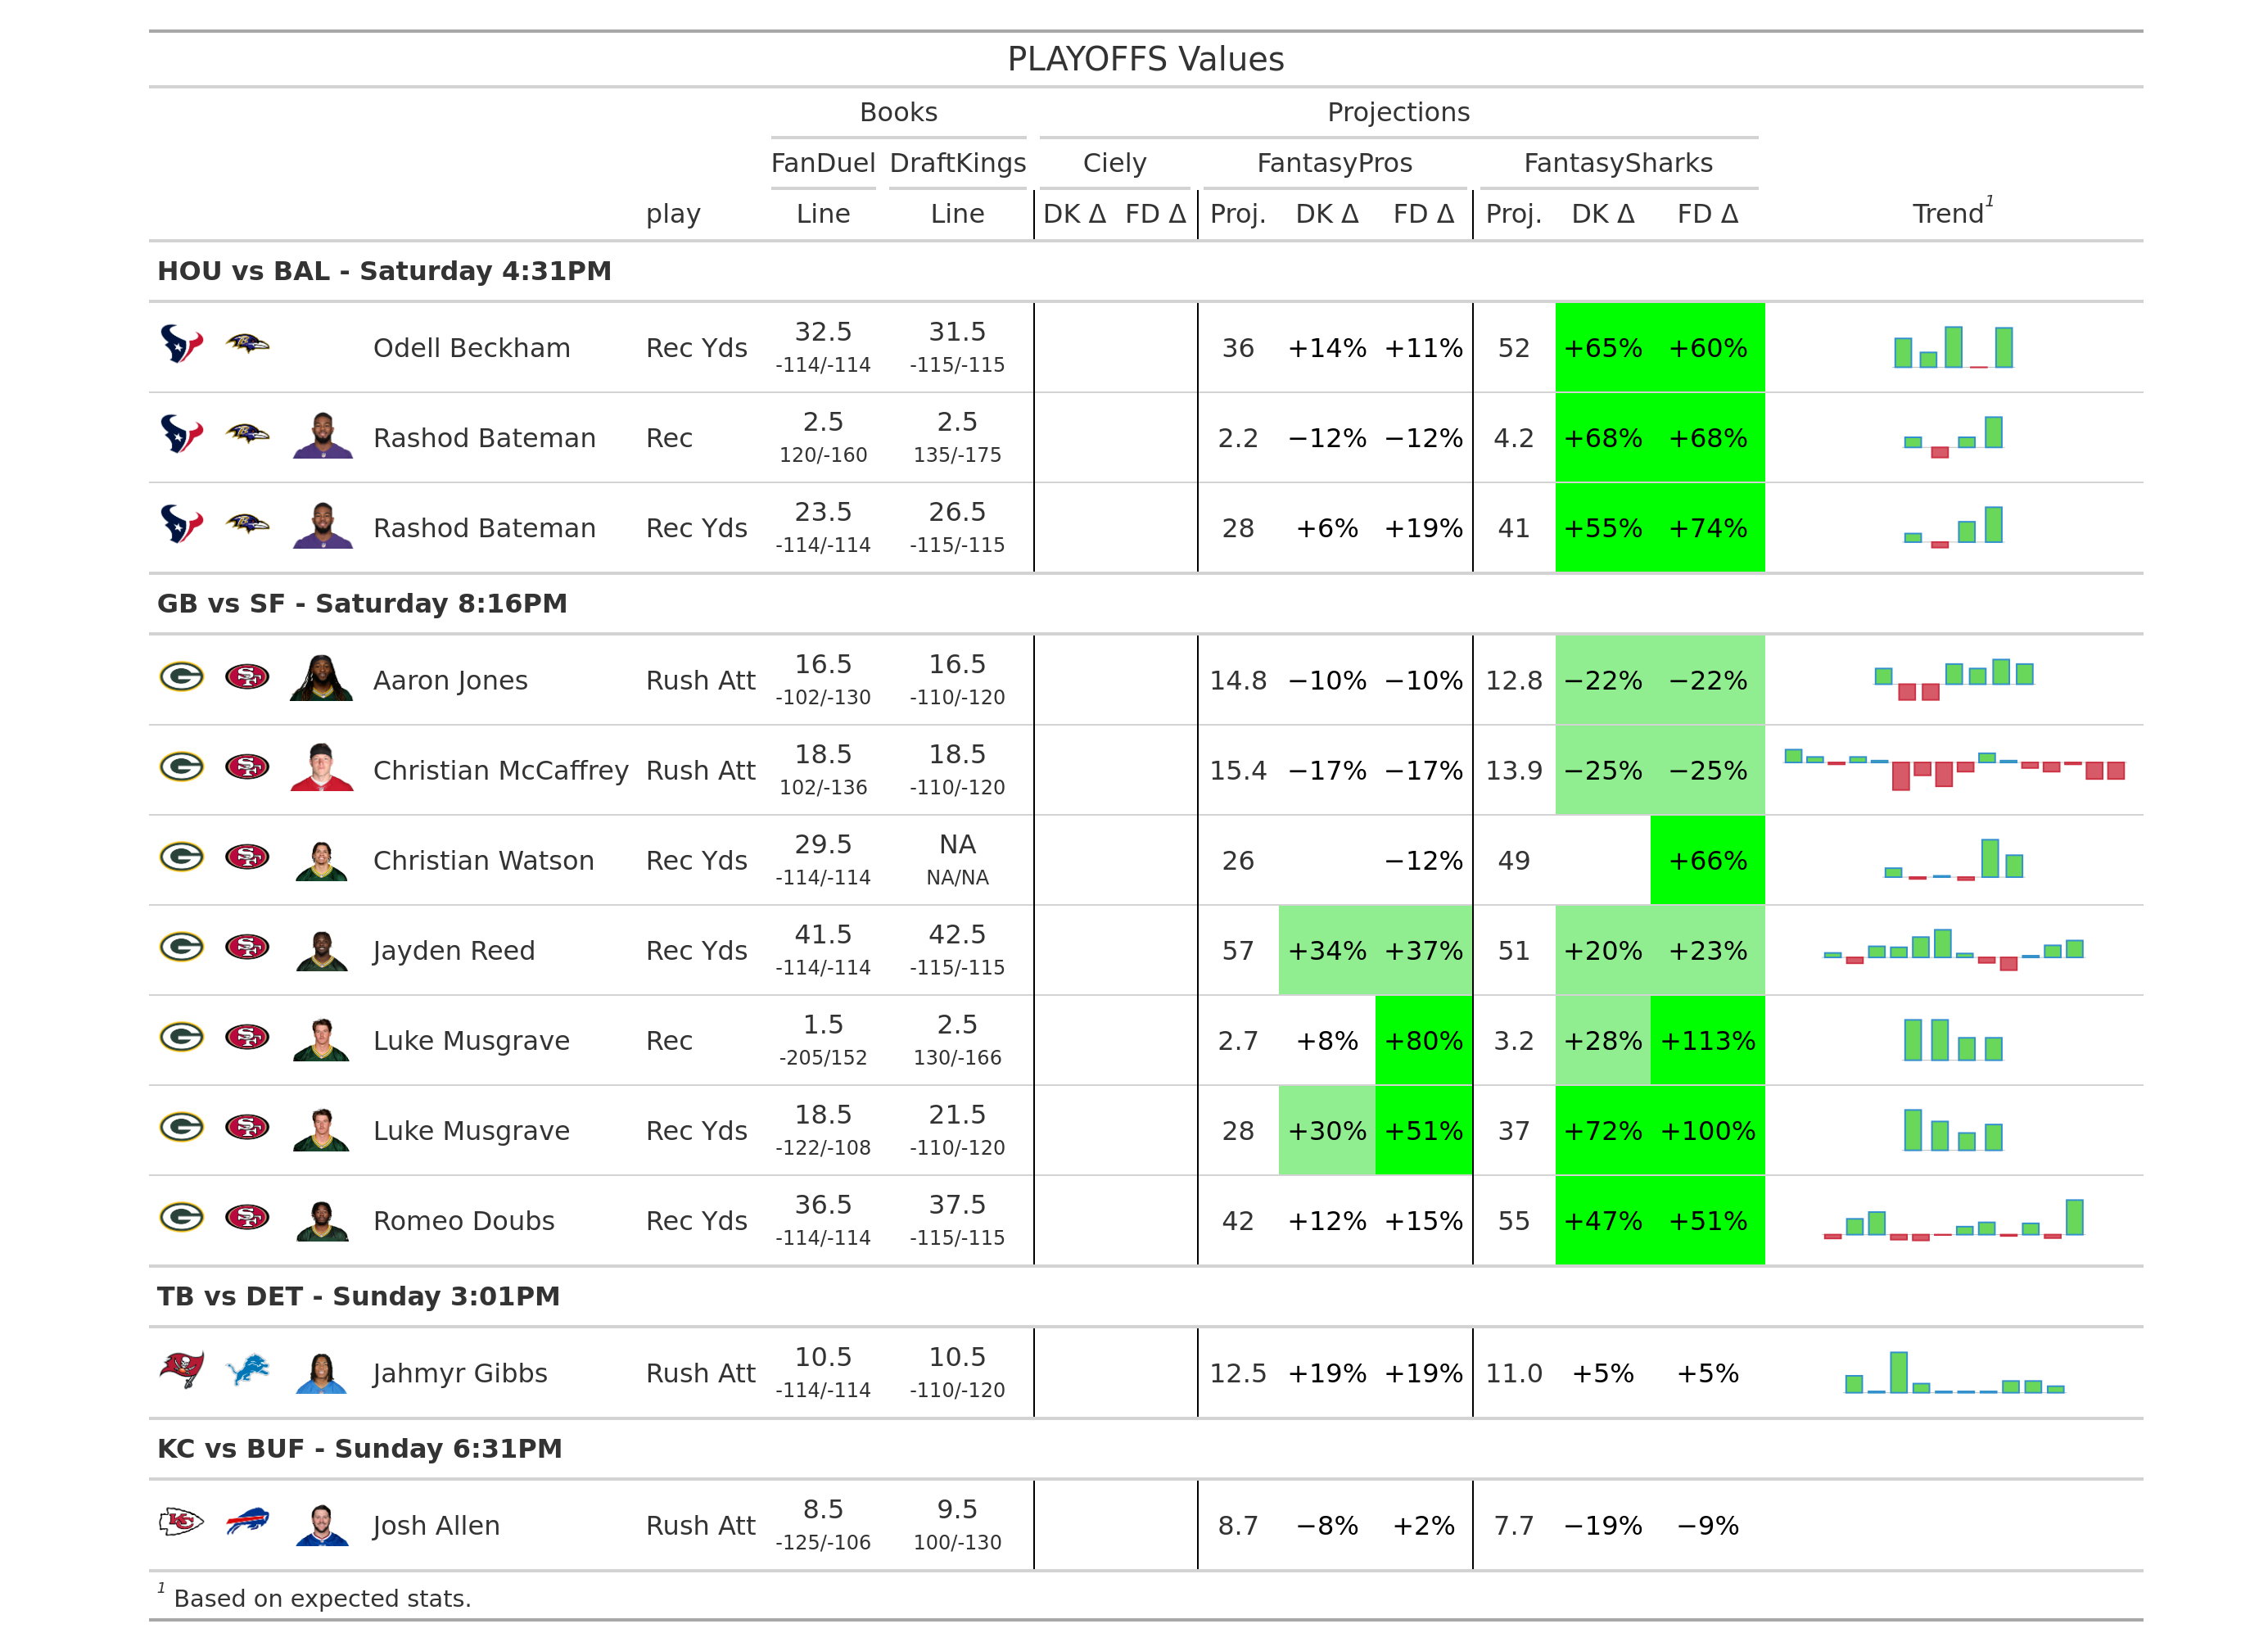 PLAYOFFS Values
Books Projections
FanDuel DraftKings Ciely FantasyPros FantasySharks
play Line Line DK Δ FD Δ Proj. DK Δ FD Δ Proj. DK Δ FD Δ Trend1
HOU vs BAL - Saturday 4:31PM
Odell Beckham Rec Yds 32.5 31.5 36 +14% +11% 52 +65% +60%
-114/-114 -115/-115
Rashod Bateman Rec 2.5 2.5 2.2 −12% −12% 4.2 +68% +68%
120/-160 135/-175
Rashod Bateman Rec Yds 23.5 26.5 28 +6% +19% 41 +55% +74%
-114/-114 -115/-115
GB vs SF - Saturday 8:16PM
Aaron Jones Rush Att 16.5 16.5 14.8 −10% −10% 12.8 −22% −22%
-102/-130 -110/-120
Christian McCaffrey Rush Att 18.5 18.5 15.4 −17% −17% 13.9 −25% −25%
102/-136 -110/-120
Christian Watson Rec Yds 29.5 NA 26 −12% 49 +66%
-114/-114 NA/NA
Jayden Reed Rec Yds 41.5 42.5 57 +34% +37% 51 +20% +23%
-114/-114 -115/-115
Luke Musgrave Rec 1.5 2.5 2.7 +8% +80% 3.2 +28% +113%
-205/152 130/-166
Luke Musgrave Rec Yds 18.5 21.5 28 +30% +51% 37 +72% +100%
-122/-108 -110/-120
Romeo Doubs Rec Yds 36.5 37.5 42 +12% +15% 55 +47% +51%
-114/-114 -115/-115
TB vs DET - Sunday 3:01PM
Jahmyr Gibbs Rush Att 10.5 10.5 12.5 +19% +19% 11.0 +5% +5%
-114/-114 -110/-120
KC vs BUF - Sunday 6:31PM
Josh Allen Rush Att 8.5 9.5 8.7 −8% +2% 7.7 −19% −9%
-125/-106 100/-130
1 Based on expected stats.